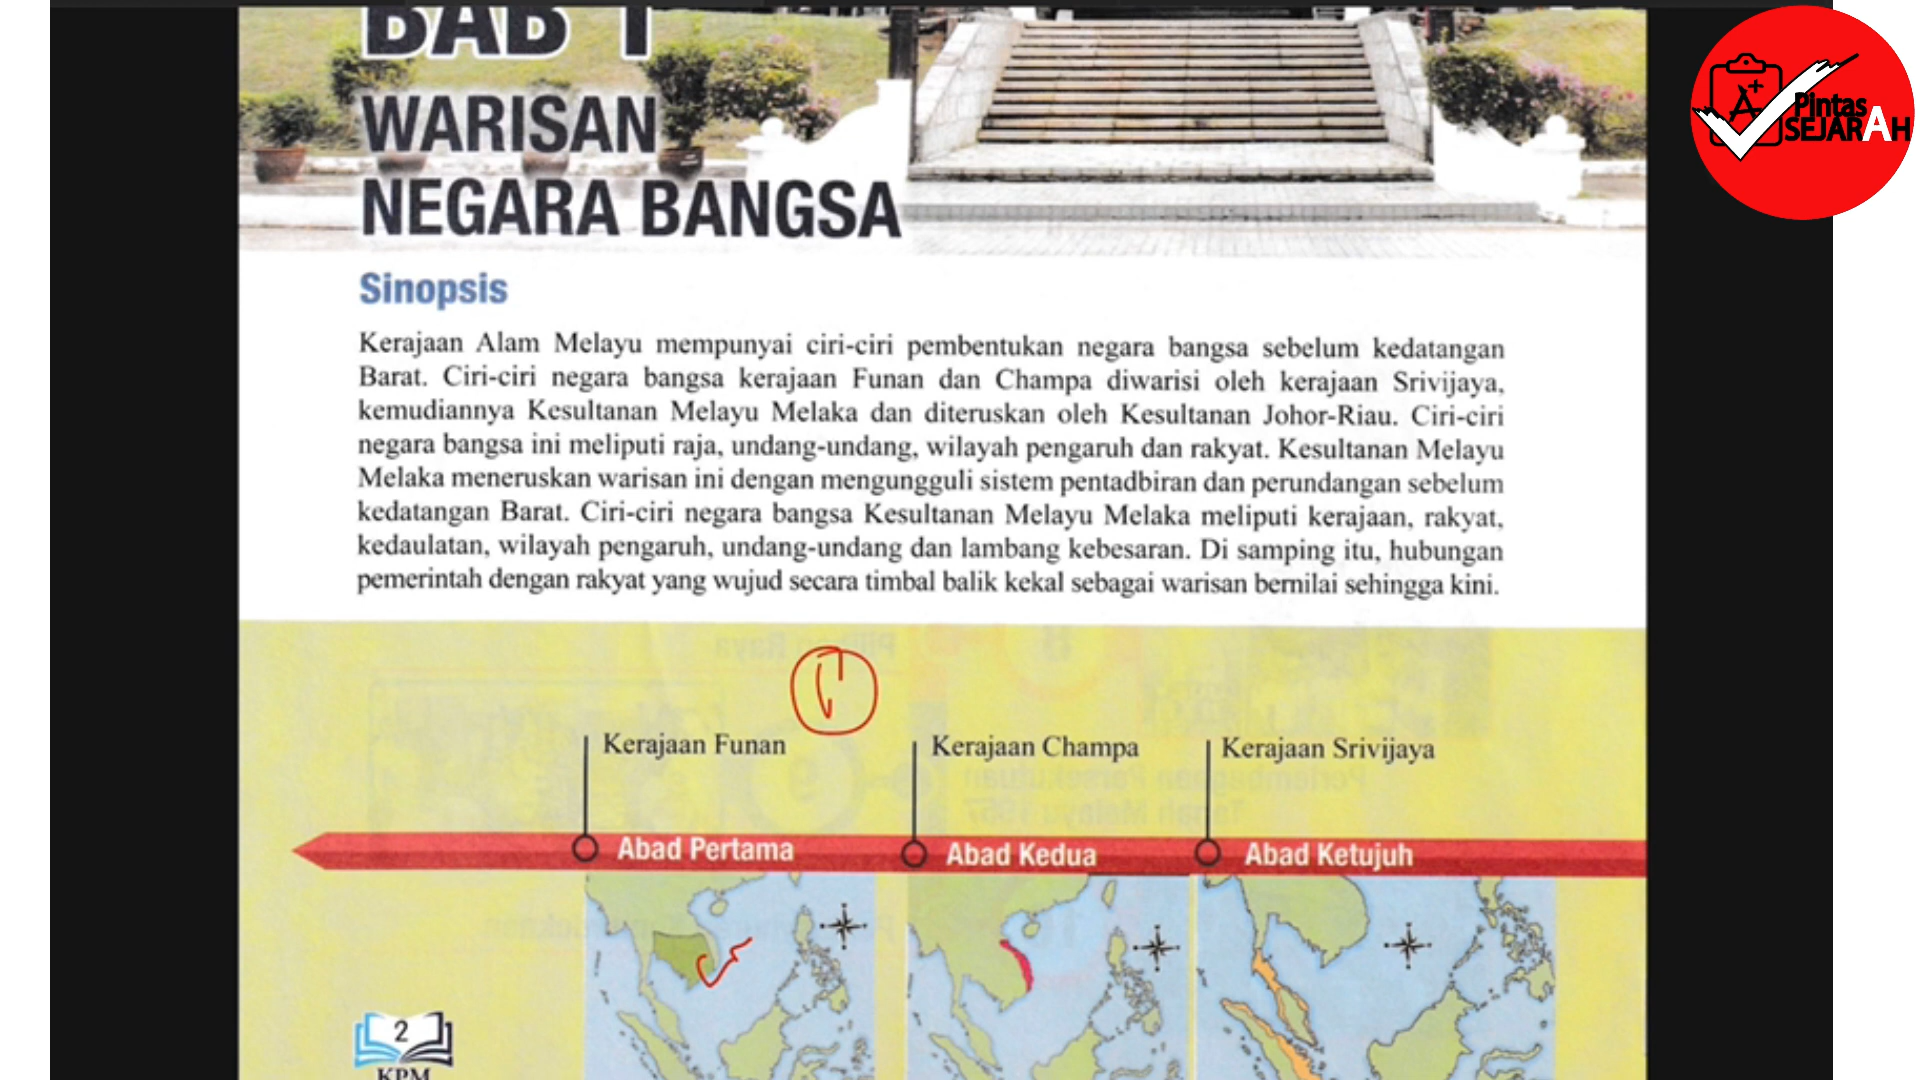 BAB 1
WARISAN
NEGARA BANGSA
Pintas
SEJARAH
A+
Sinopsis
Kerajaan Alam Melayu mempunyai ciri-ciri pembentukan negara bangsa sebelum kedatangan
Barat. Ciri-ciri negara bangsa kerajaan Funan dan Champa diwarisi oleh kerajaan Srivijaya,
kemudiannya Kesultanan Melayu Melaka dan diteruskan oleh Kesultanan Johor-Riau. Ciri-ciri
negara bangsa ini meliputi raja, undang-undang, wilayah pengaruh dan rakyat. Kesultanan Melayu
Melaka meneruskan warisan ini dengan mengungguli sistem pentadbiran dan perundangan sebelum
kedatangan Barat. Ciri-ciri negara bangsa Kesultanan Melayu Melaka meliputi kerajaan, rakyat,
kedaulatan, wilayah pengaruh, undang-undang dan lambang kebesaran. Di samping itu, hubungan
pemerintah dengan rakyat yang wujud secara timbal balik kekal sebagai warisan bernilai sehingga kini.
Kerajaan Funan
Kerajaan Champa
Kerajaan Srivijaya
Abad Pertama
Abad Kedua
Abad Ketujuh
2
KPM